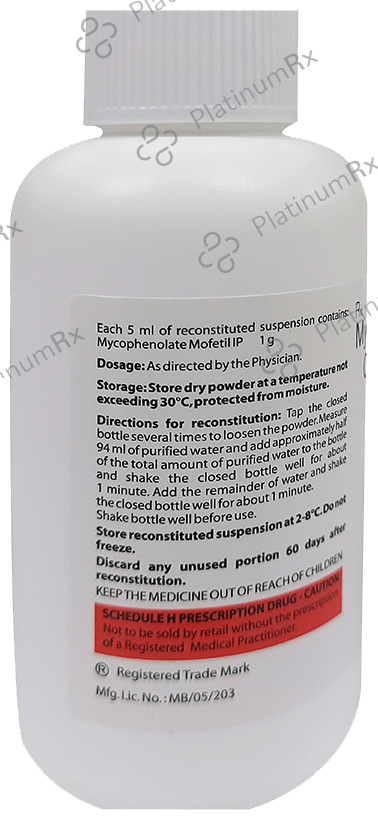 PlatinumRx
PlatinumRx
PlatinumRx
Each 5 ml of reconstituted suspension contains:
Mycophenolate Mofetil IP 1 g
Dosage: As directed by the Physician.
Storage: Store dry powder at a temperature not
exceeding 30°C, protected from moisture.
Directions for reconstitution: Tap the closed
bottle several times to loosen the powder. Measure
94 ml of purified water and add approximately half
of the total amount of purified water to the bottle
and shake the closed bottle well for about
1 minute. Add the remainder of water and shake
the closed bottle well for about 1 minute.
Shake bottle well before use.
Store reconstituted suspension at 2-8°C. Do not
freeze.
Discard any unused portion 60 days after
reconstitution.
KEEP THE MEDICINE OUT OF REACH OF CHILDREN
SCHEDULE H PRESCRIPTION DRUG - CAUTION
Not to be sold by retail without the prescription
of a Registered Medical Practitioner.
® Registered Trade Mark
Mfg. Lic. No. : MB/05/203